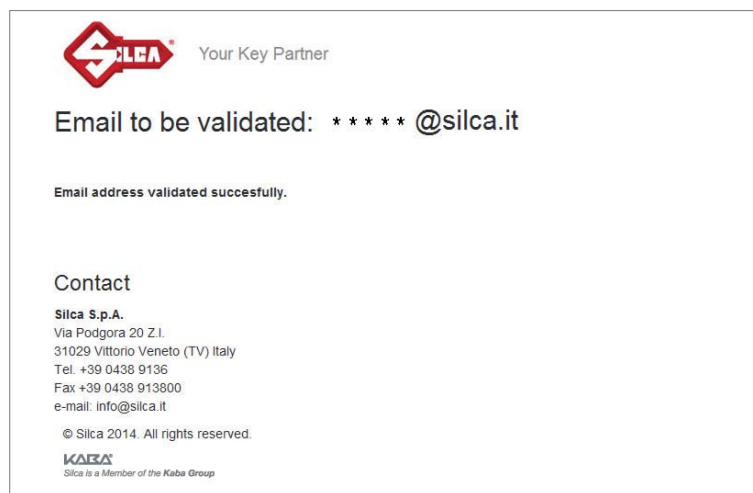 SILCA® Your Key Partner
Email to be validated: * * * * * @silca.it
Email address validated succesfully.
Contact
Silca S.p.A.
Via Podgora 20 Z.I.
31029 Vittorio Veneto (TV) Italy
Tel. +39 0438 9136
Fax +39 0438 913800
e-mail: info@silca.it
© Silca 2014. All rights reserved.
KABA®
Silca is a Member of the Kaba Group